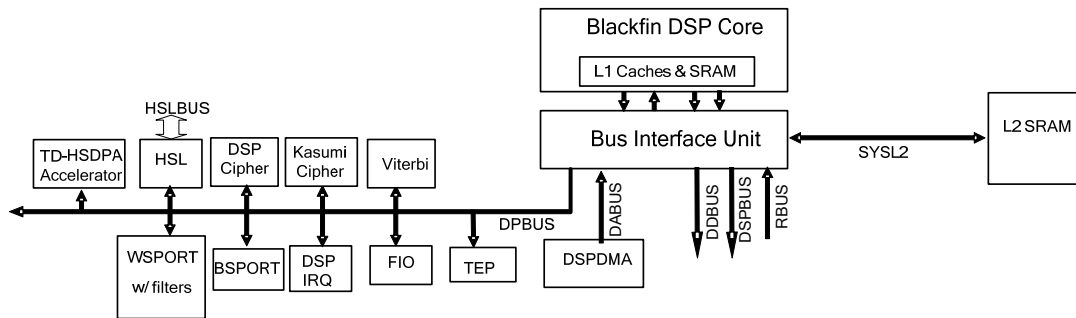 Blackfin DSP Core
L1 Caches & SRAM
HSLBUS
Bus Interface Unit
SYSL2
L2 SRAM
TD-HSDPA
Accelerator
HSL
DSP
Cipher
Kasumi
Cipher
Viterbi
DPBUS
DABUS
DDBUS
DSPBUS
RBUS
WSPORT
w/ filters
BSPORT
DSP
IRQ
FIO
TEP
DSPDMA